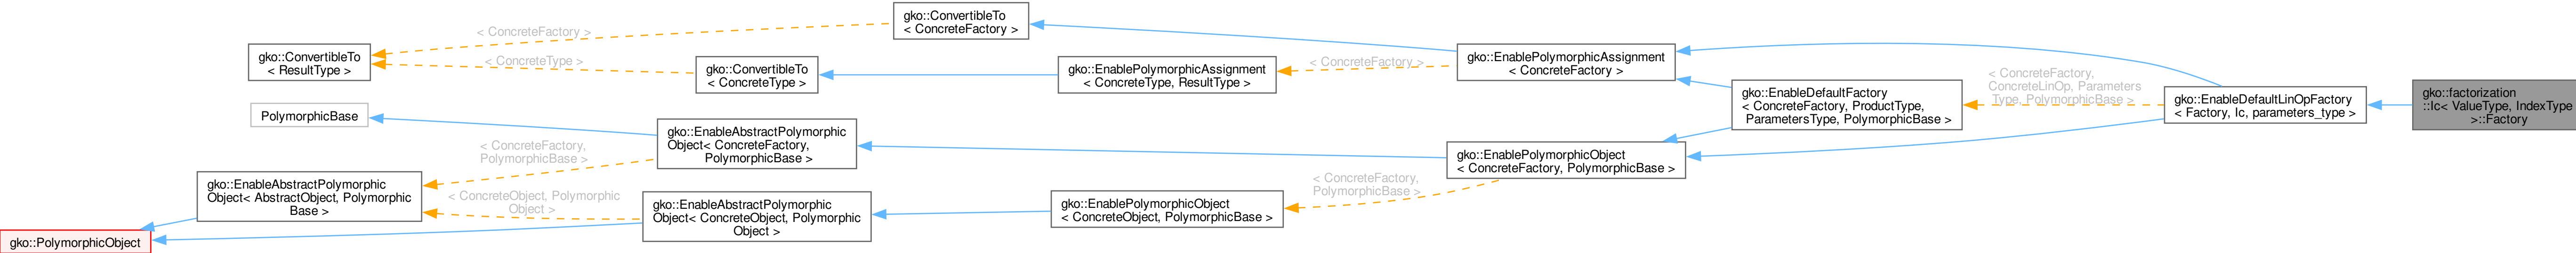 gko::ConvertibleTo
< ConcreteFactory >
< ConcreteFactory >
gko::ConvertibleTo
< ResultType >
< ConcreteType >
gko::ConvertibleTo
< ConcreteType >
gko::EnablePolymorphicAssignment
< ConcreteType, ResultType >
< ConcreteFactory >
gko::EnablePolymorphicAssignment
< ConcreteFactory >
gko::EnableDefaultFactory
< ConcreteFactory, ProductType,
ParametersType, PolymorphicBase >
< ConcreteFactory,
ConcreteLinOp, Parameters
Type, PolymorphicBase >
gko::EnableDefaultLinOpFactory
< Factory, Ic, parameters_type >
gko::factorization
::Ic< ValueType, IndexType
>::Factory
PolymorphicBase
gko::EnableAbstractPolymorphic
Object< ConcreteFactory,
PolymorphicBase >
< ConcreteFactory,
PolymorphicBase >
gko::EnablePolymorphicObject
< ConcreteFactory, PolymorphicBase >
gko::EnableAbstractPolymorphic
Object< AbstractObject, Polymorphic
Base >
< ConcreteObject, Polymorphic
Object >
gko::EnableAbstractPolymorphic
Object< ConcreteObject, Polymorphic
Object >
gko::EnablePolymorphicObject
< ConcreteObject, PolymorphicBase >
< ConcreteFactory,
PolymorphicBase >
gko::PolymorphicObject